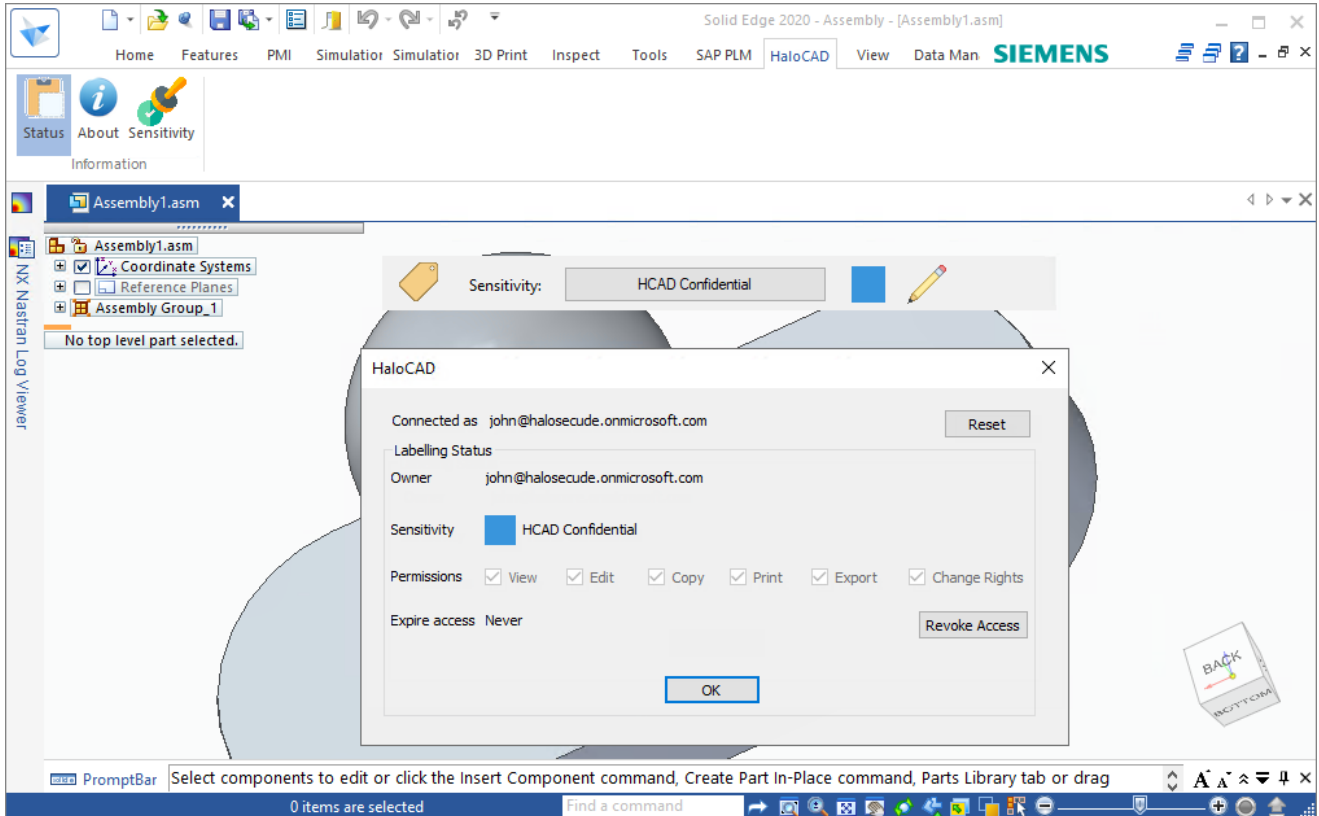 Solid Edge 2020 - Assembly - [Assembly1.asm]
Home Features PMI Simulation Simulation 3D Print Inspect Tools SAP PLM HaloCAD View Data Man SIEMENS
Status About Sensitivity
Information
Assembly1.asm
NX Nastran Log Viewer
Assembly1.asm
Coordinate Systems
Reference Planes
Assembly Group_1
No top level part selected.
Sensitivity: HCAD Confidential
HaloCAD
Connected as john@halosecude.onmicrosoft.com Reset
Labelling Status
Owner john@halosecude.onmicrosoft.com
Sensitivity HCAD Confidential
Permissions View Edit Copy Print Export Change Rights
Expire access Never Revoke Access
OK
BACK
BOTTOM
PromptBar Select components to edit or click the Insert Component command, Create Part In-Place command, Parts Library tab or drag
0 items are selected Find a command